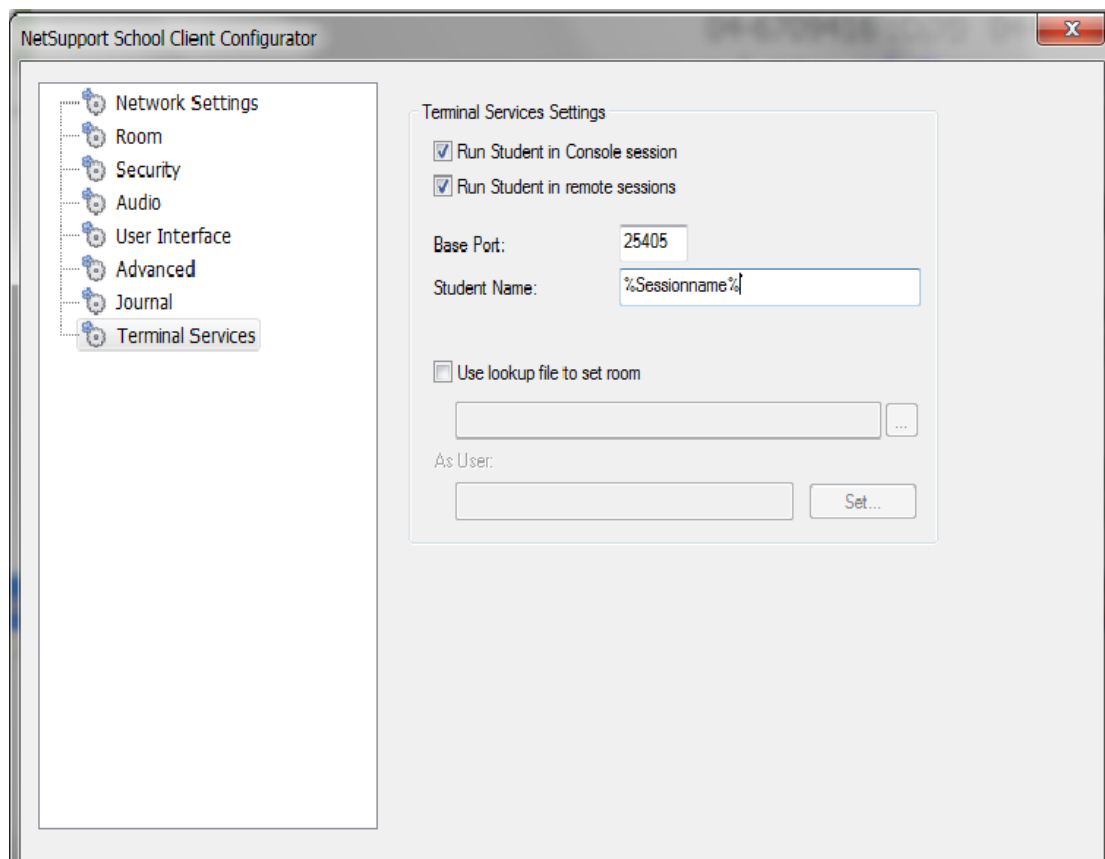 NetSupport School Client Configurator
X
Network Settings
Room
Security
Audio
User Interface
Advanced
Journal
Terminal Services
Terminal Services Settings
Run Student in Console session
Run Student in remote sessions
Base Port: 25405
Student Name: %Sessionname%
Use lookup file to set room
...
As User:
Set...